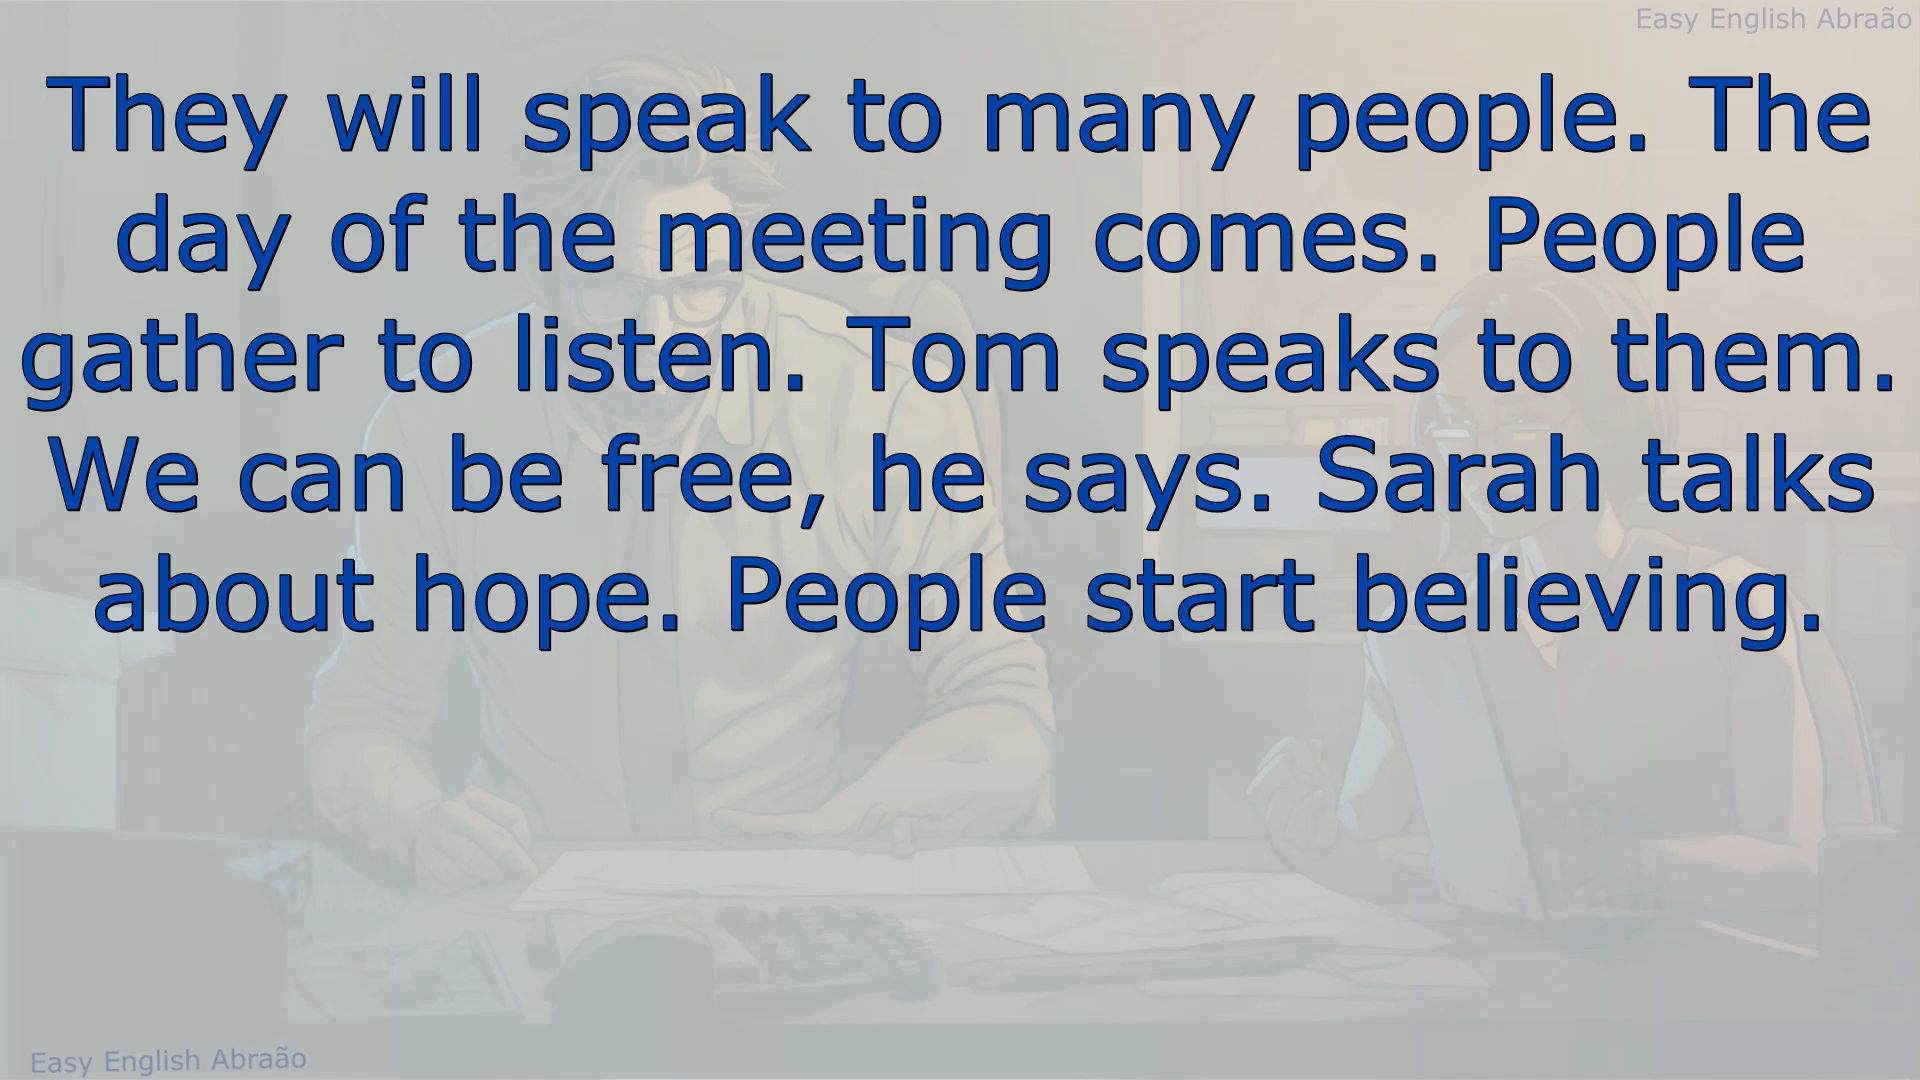 Easy English Abraão
They will speak to many people. The
day of the meeting comes. People
gather to listen. Tom speaks to them.
We can be free, he says. Sarah talks
about hope. People start believing.
Easy English Abraão